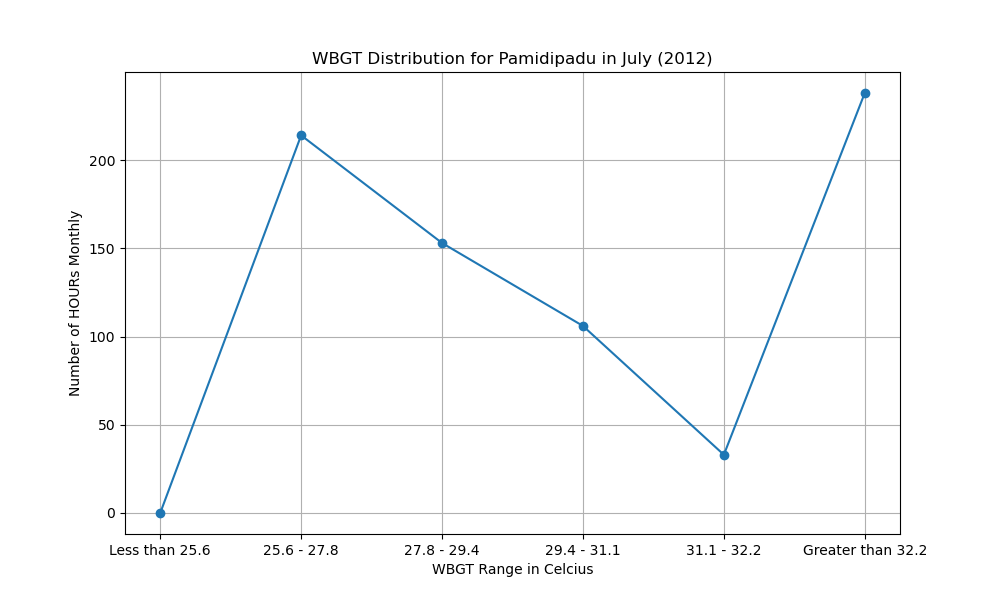 WBGT Distribution for Pamidipadu in July (2012)
Number of HOURs Monthly
200
150
100
50
0
Less than 25.6
25.6 - 27.8
27.8 - 29.4
29.4 - 31.1
31.1 - 32.2
Greater than 32.2
WBGT Range in Celcius